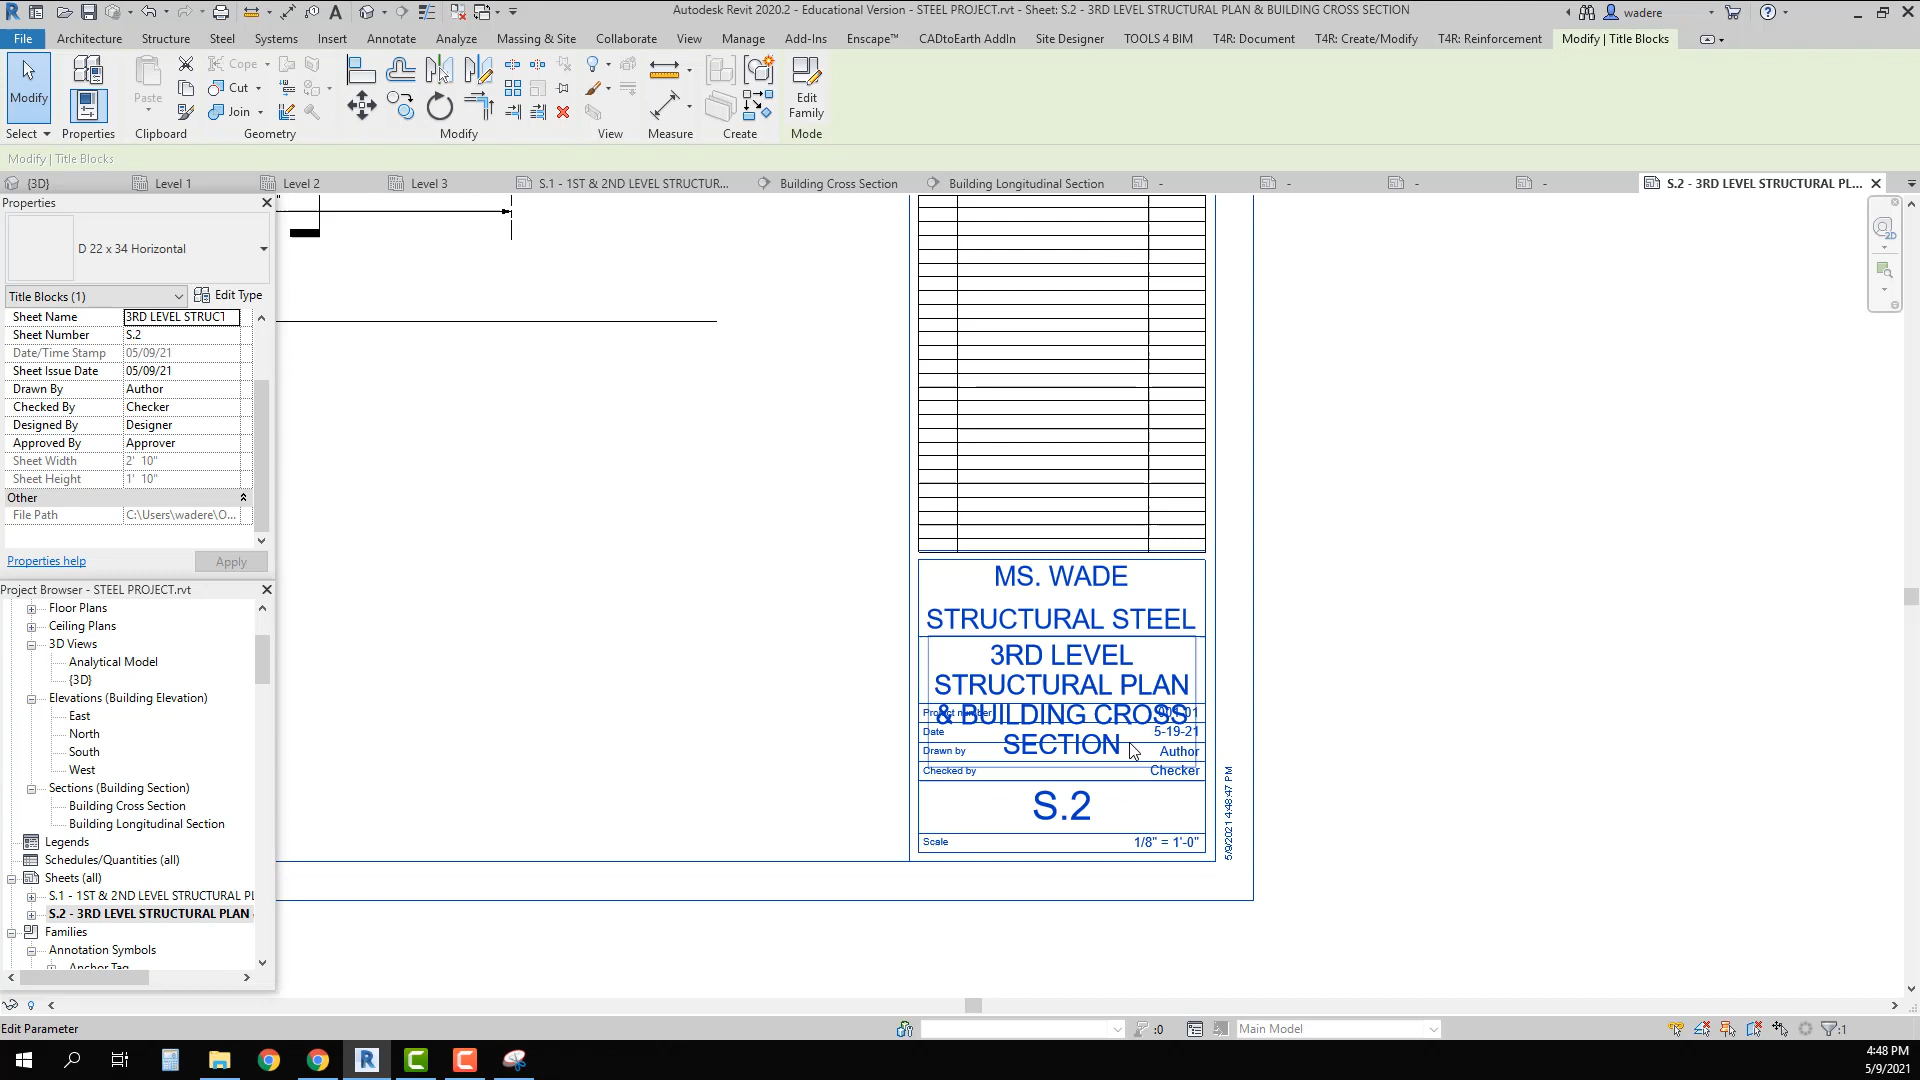 Autodesk Revit 2020.2 - Educational Version - STEEL PROJECT.rvt - Sheet: S.2 - 3RD LEVEL STRUCTURAL PLAN & BUILDING CROSS SECTION
wadere
File Architecture Structure Steel Systems Insert Annotate Analyze Massing & Site Collaborate View Manage Add-Ins Enscape™ CADtoEarth AddIn Site Designer TOOLS 4 BIM T4R: Document T4R: Create/Modify T4R: Reinforcement Modify | Title Blocks
Modify
Paste
Cope
Cut
Join
Edit Family
Select Properties Clipboard Geometry Modify View Measure Create Mode
Modify | Title Blocks
{3D} Level 1 Level 2 Level 3 S.1 - 1ST & 2ND LEVEL STRUCTUR... Building Cross Section Building Longitudinal Section - - - - S.2 - 3RD LEVEL STRUCTURAL PL...
Properties
D 22 x 34 Horizontal
Title Blocks (1) Edit Type
Sheet Name 3RD LEVEL STRUCT
Sheet Number S.2
Date/Time Stamp 05/09/21
Sheet Issue Date 05/09/21
Drawn By Author
Checked By Checker
Designed By Designer
Approved By Approver
Sheet Width 2' 10"
Sheet Height 1' 10"
Other
File Path C:\Users\wadere\O...
Properties help Apply
Project Browser - STEEL PROJECT.rvt
Floor Plans
Ceiling Plans
3D Views
Analytical Model
{3D}
Elevations (Building Elevation)
East
North
South
West
Sections (Building Section)
Building Cross Section
Building Longitudinal Section
Legends
Schedules/Quantities (all)
Sheets (all)
S.1 - 1ST & 2ND LEVEL STRUCTURAL PL
S.2 - 3RD LEVEL STRUCTURAL PLAN
Families
Annotation Symbols
Anchor Tag
MS. WADE
STRUCTURAL STEEL
3RD LEVEL
STRUCTURAL PLAN
& BUILDING CROSS
SECTION
Project number 001-01
Date 5-19-21
Drawn by Author
Checked by Checker
S.2
Scale 1/8" = 1'-0"
5/9/2021 4:48:47 PM
Edit Parameter
:0
Main Model
:1
4:48 PM
5/9/2021